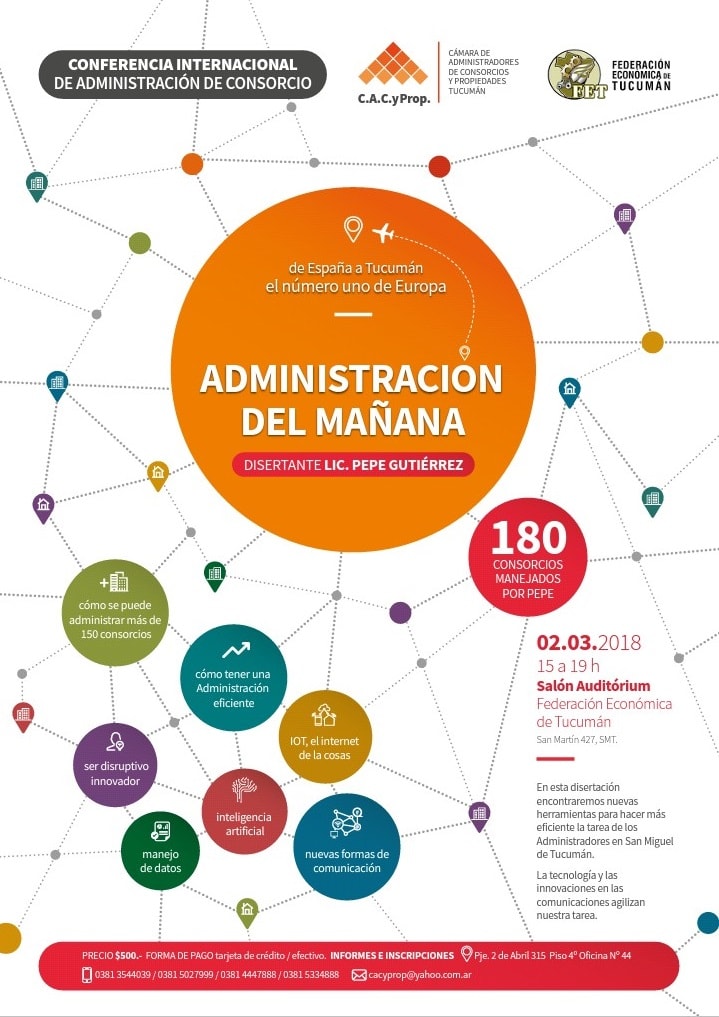 CONFERENCIA INTERNACIONAL
DE ADMINISTRACIÓN DE CONSORCIO
C.A.C.yProp.
CÁMARA DE
ADMINISTRADORES
DE CONSORCIOS
Y PROPIEDADES
TUCUMÁN
FET
FEDERACIÓN
ECONÓMICA DE
TUCUMÁN
de España a Tucumán
el número uno de Europa
ADMINISTRACION
DEL MAÑANA
DISERTANTE LIC. PEPE GUTIÉRREZ
180
CONSORCIOS
MANEJADOS
POR PEPE
cómo se puede
administrar más de
150 consorcios
cómo tener una
Administración
eficiente
IOT, el internet
de la cosas
ser disruptivo
innovador
inteligencia
artificial
manejo
de datos
nuevas formas de
comunicación
02.03.2018
15 a 19 h
Salón Auditórium
Federación Económica
de Tucumán
San Martín 427, SMT.
En esta disertación
encontraremos nuevas
herramientas para hacer más
eficiente la tarea de los
Administradores en San Miguel
de Tucumán.
La tecnología y las
innovaciones en las
comunicaciones agilizan
nuestra tarea.
PRECIO $500.- FORMA DE PAGO tarjeta de crédito / efectivo. INFORMES E INSCRIPCIONES Pje. 2 de Abril 315 Piso 4º Oficina Nº 44
0381 3544039 / 0381 5027999 / 0381 4447888 / 0381 5334888 cacyprop@yahoo.com.ar